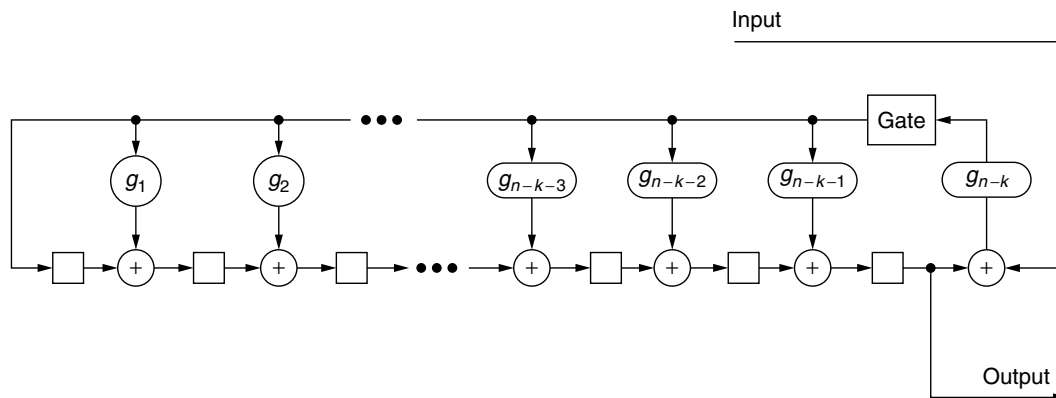 Input
Gate
g₁ g₂ gₙ₋ₖ₋₃ gₙ₋ₖ₋₂ gₙ₋ₖ₋₁ gₙ₋ₖ
+ + + + + +
Output